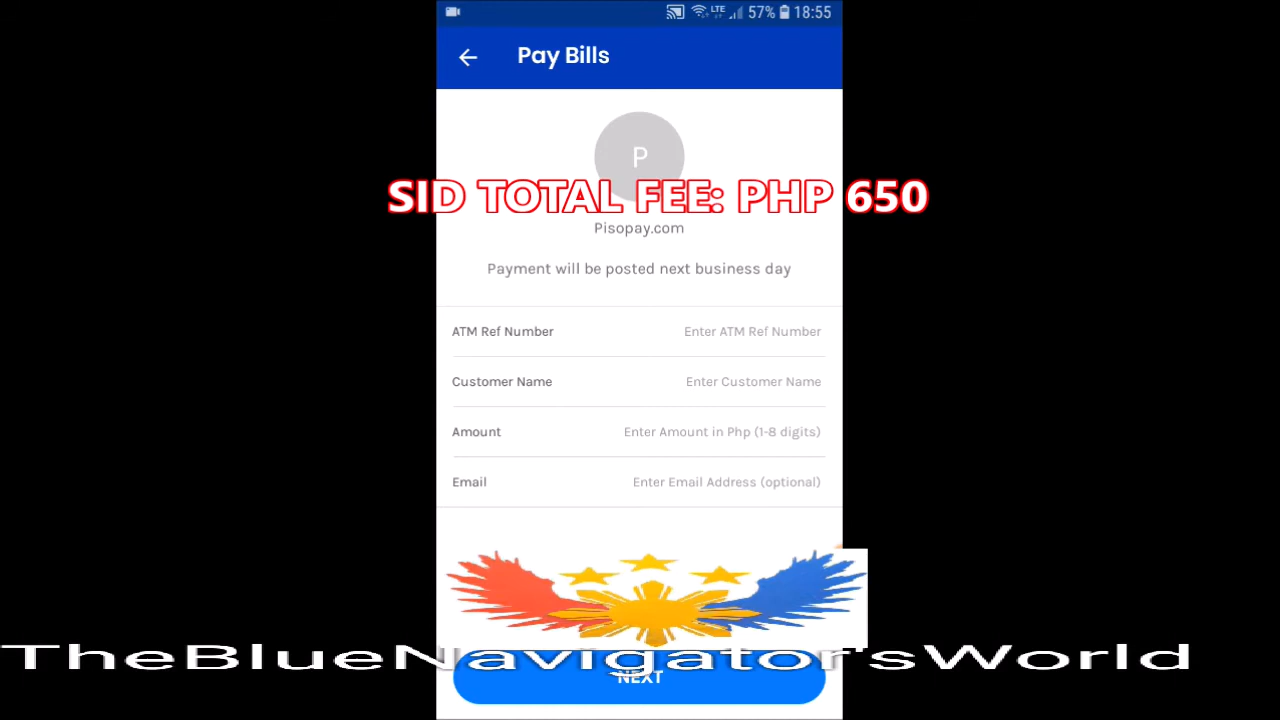 LTE 57% 18:55
Pay Bills
P
SID TOTAL FEE: PHP 650
Pisopay.com
Payment will be posted next business day
ATM Ref Number Enter ATM Ref Number
Customer Name Enter Customer Name
Amount Enter Amount in Php (1-8 digits)
Email Enter Email Address (optional)
TheBlueNavigator'sWorld
NEXT